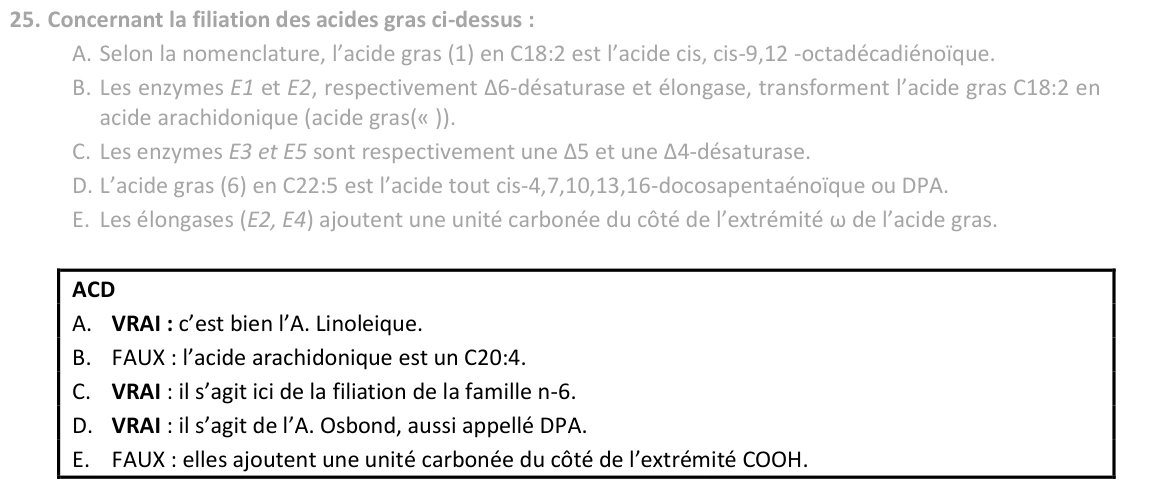 25. Concernant la filiation des acides gras ci-dessus :
A. Selon la nomenclature, l’acide gras (1) en C18:2 est l’acide cis, cis-9,12 -octadécadiénoïque.
B. Les enzymes E1 et E2, respectivement Δ6-désaturase et élongase, transforment l’acide gras C18:2 en
acide arachidonique (acide gras(« )).
C. Les enzymes E3 et E5 sont respectivement une Δ5 et une Δ4-désaturase.
D. L’acide gras (6) en C22:5 est l’acide tout cis-4,7,10,13,16-docosapentaénoïque ou DPA.
E. Les élongases (E2, E4) ajoutent une unité carbonée du côté de l’extrémité ω de l’acide gras.
ACD
A. VRAI : c’est bien l’A. Linoleique.
B. FAUX : l’acide arachidonique est un C20:4.
C. VRAI : il s’agit ici de la filiation de la famille n-6.
D. VRAI : il s’agit de l’A. Osbond, aussi appellé DPA.
E. FAUX : elles ajoutent une unité carbonée du côté de l’extrémité COOH.